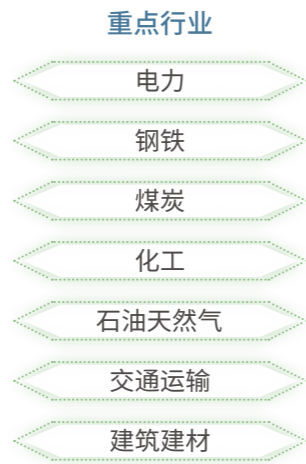 重点行业
电力
钢铁
煤炭
化工
石油天然气
交通运输
建筑建材